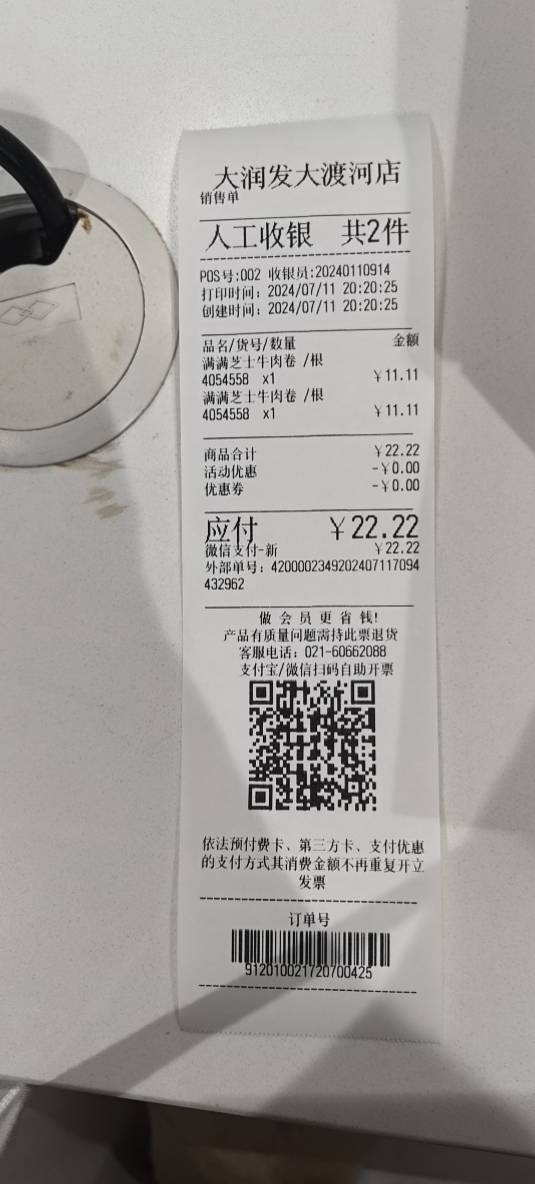 大润发大渡河店
销售单
人工收银 共2件
POS号:002 收银员:20240110914
打印时间: 2024/07/11 20:20:25
创建时间: 2024/07/11 20:20:25
品名/货号/数量 金额
满满芝士牛肉卷 /根
4054558 x1 ￥11.11
满满芝士牛肉卷 /根
4054558 x1 ￥11.11
商品合计 ￥22.22
活动优惠 -￥0.00
优惠券 -￥0.00
应付 ￥22.22
微信支付-新 ￥22.22
外部单号: 4200002349202407117094
432962
做会员更省钱!
产品有质量问题需持此票退货
客服电话: 021-60662088
支付宝/微信扫码自助开票
依法预付费卡、第三方卡、支付优惠
的支付方式其消费金额不再重复开立
发票
订单号
912010021720700425